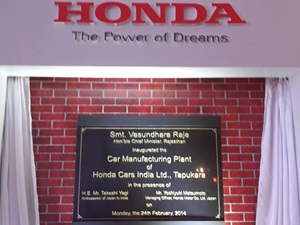 HONDA
The Power of Dreams
Smt. Vasundhara Raje
Hon'ble Chief Minister, Rajasthan
Inaugurated the
Car Manufacturing Plant
of
Honda Cars India Ltd., Tapukara
in the presence of
H.E. Mr. Takeshi Yagi Mr. Yoshiyuki Matsumoto
Ambassador of Japan to India Managing Officer, Honda Motor Co. Ltd. Japan
on
Monday, the 24th February, 2014